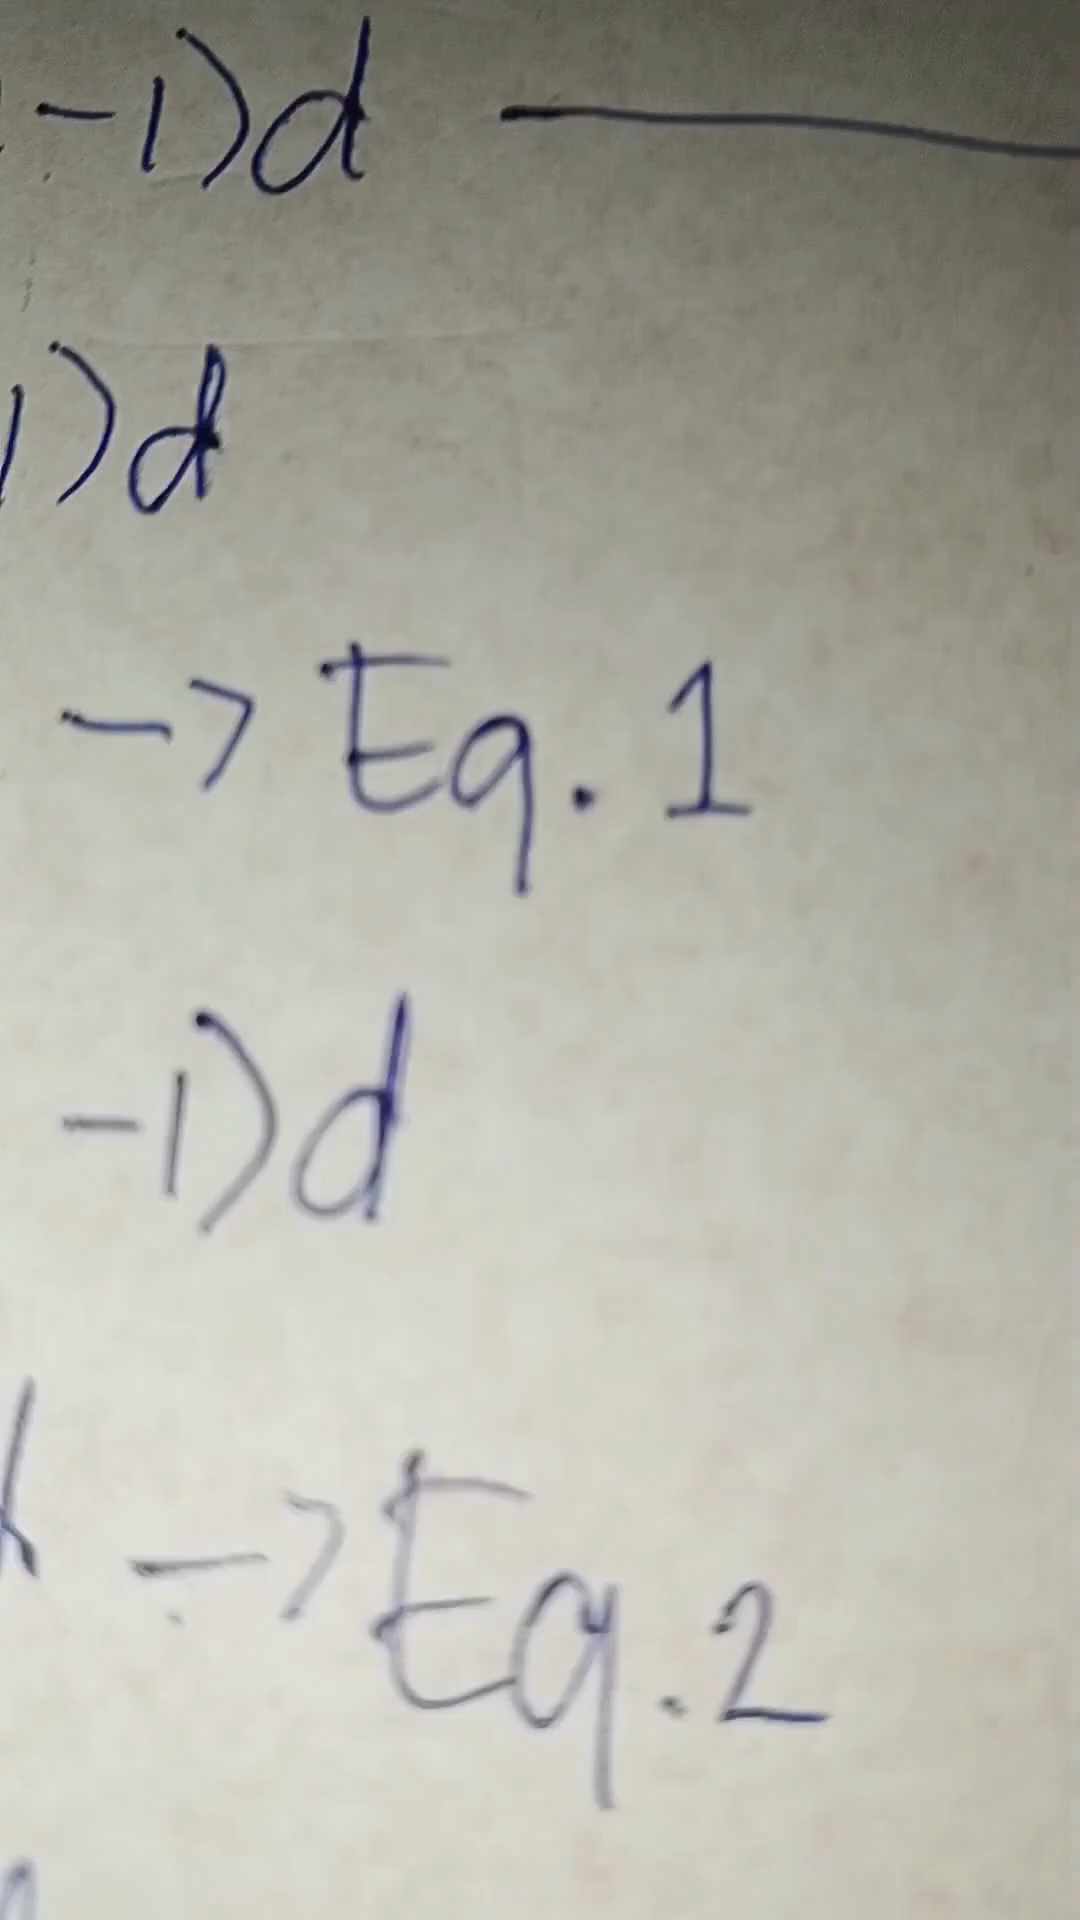 -1)d —
1)d
-> Eq. 1
-1)d
-> Eq. 2